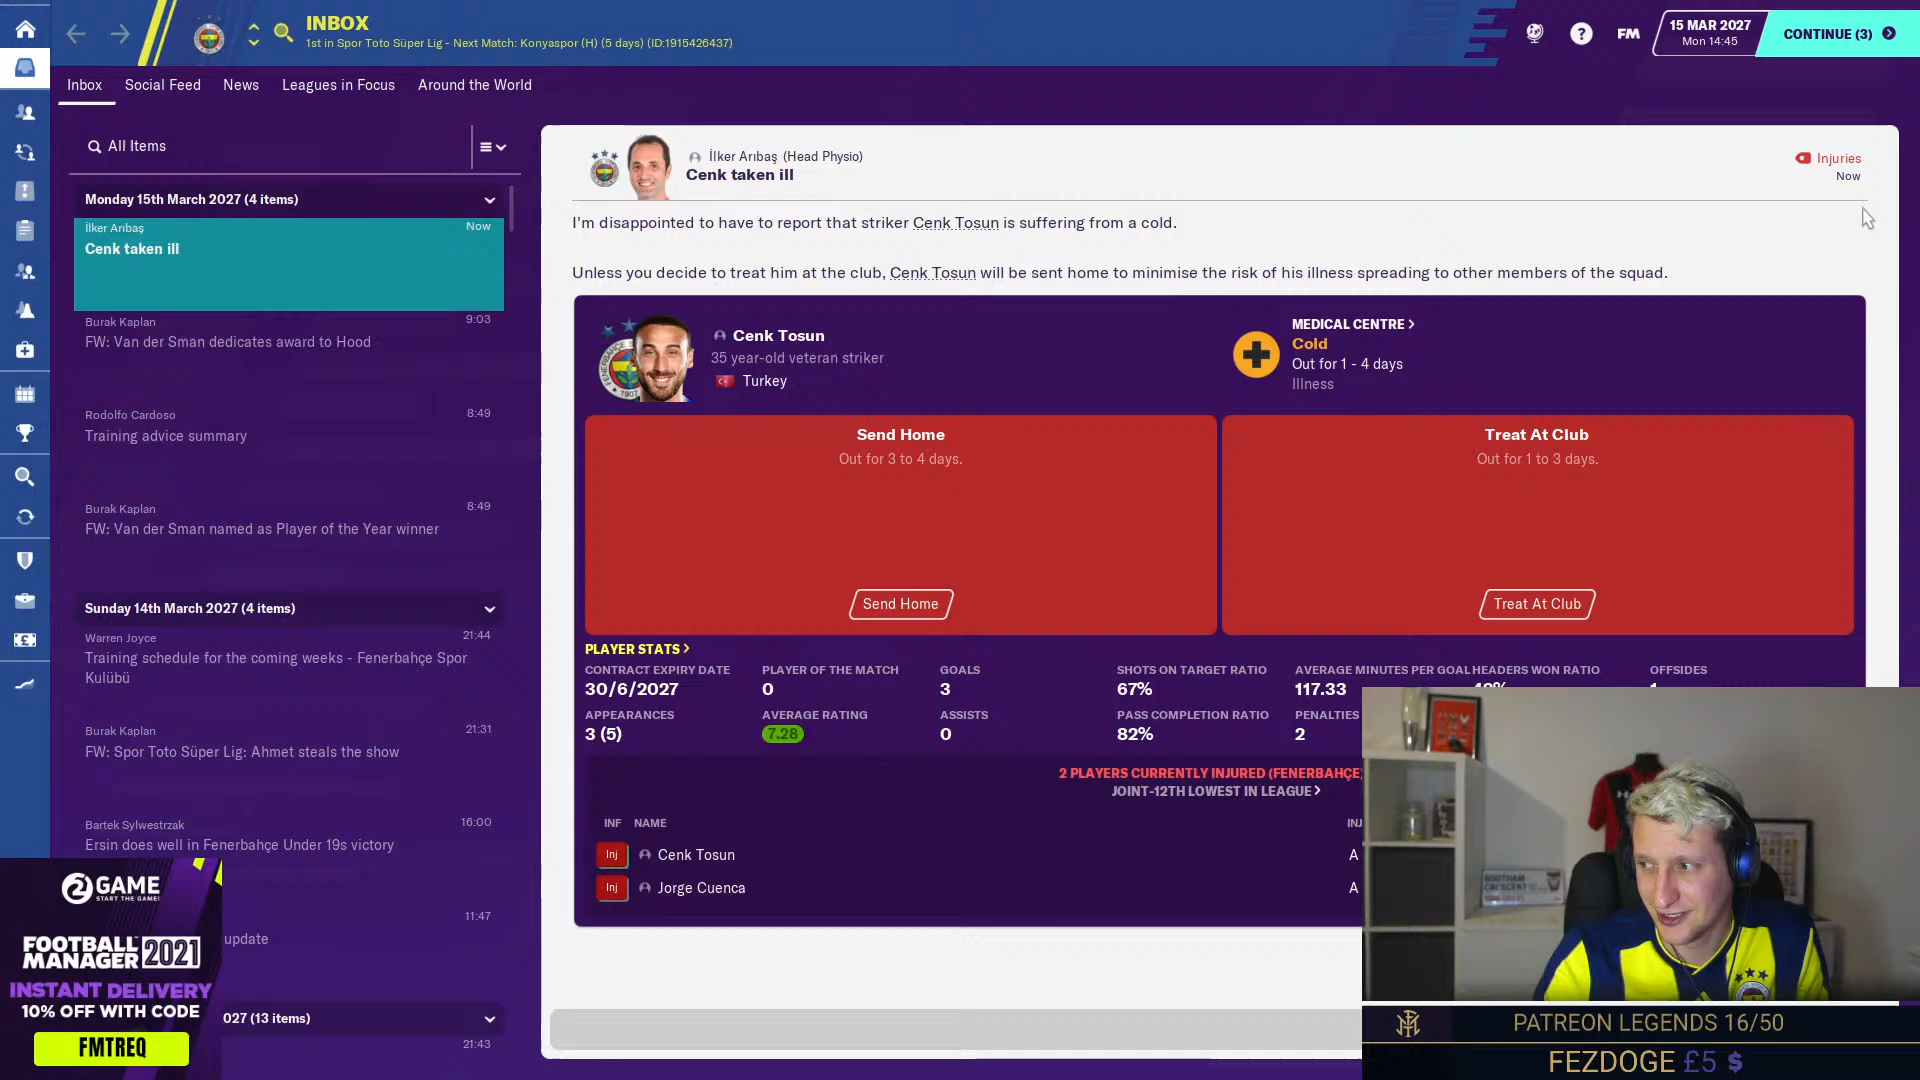 INBOX
1st in Spor Toto Süper Lig - Next Match: Konyaspor (H) (5 days) (ID:1915426437)
FM
15 MAR 2027
Mon 14:45
CONTINUE (3)
Inbox Social Feed News Leagues in Focus Around the World
All Items
Monday 15th March 2027 (4 items)
İlker Arıbaş Now
Cenk taken ill
Burak Kaplan 9:03
FW: Van der Sman dedicates award to Hood
Rodolfo Cardoso 8:49
Training advice summary
Burak Kaplan 8:49
FW: Van der Sman named as Player of the Year winner
Sunday 14th March 2027 (4 items)
Warren Joyce 21:44
Training schedule for the coming weeks - Fenerbahçe Spor
Kulübü
Burak Kaplan 21:31
FW: Spor Toto Süper Lig: Ahmet steals the show
Bartek Sylwestrzak 16:00
Ersin does well in Fenerbahçe Under 19s victory
11:47
update
027 (13 items)
21:43
İlker Arıbaş (Head Physio)
Cenk taken ill
Injuries
Now
I'm disappointed to have to report that striker Cenk Tosun is suffering from a cold.
Unless you decide to treat him at the club, Cenk Tosun will be sent home to minimise the risk of his illness spreading to other members of the squad.
Cenk Tosun
35 year-old veteran striker
Turkey
MEDICAL CENTRE >
Cold
Out for 1 - 4 days
Illness
Send Home
Out for 3 to 4 days.
Send Home
Treat At Club
Out for 1 to 3 days.
Treat At Club
PLAYER STATS >
CONTRACT EXPIRY DATE PLAYER OF THE MATCH GOALS SHOTS ON TARGET RATIO AVERAGE MINUTES PER GOAL HEADERS WON RATIO OFFSIDES
30/6/2027 0 3 67% 117.33
APPEARANCES AVERAGE RATING ASSISTS PASS COMPLETION RATIO PENALTIES
3 (5) 7.28 0 82% 2
2 PLAYERS CURRENTLY INJURED (FENERBAHÇE)
JOINT-12TH LOWEST IN LEAGUE >
INF NAME INJ
Inj Cenk Tosun A
Inj Jorge Cuenca A
2GAME
START THE GAME!
FOOTBALL
MANAGER 2021
INSTANT DELIVERY
10% OFF WITH CODE
FMTREQ
BOOTHAM
CRESCENT
PATREON LEGENDS 16/50
FEZDOGE £5 $